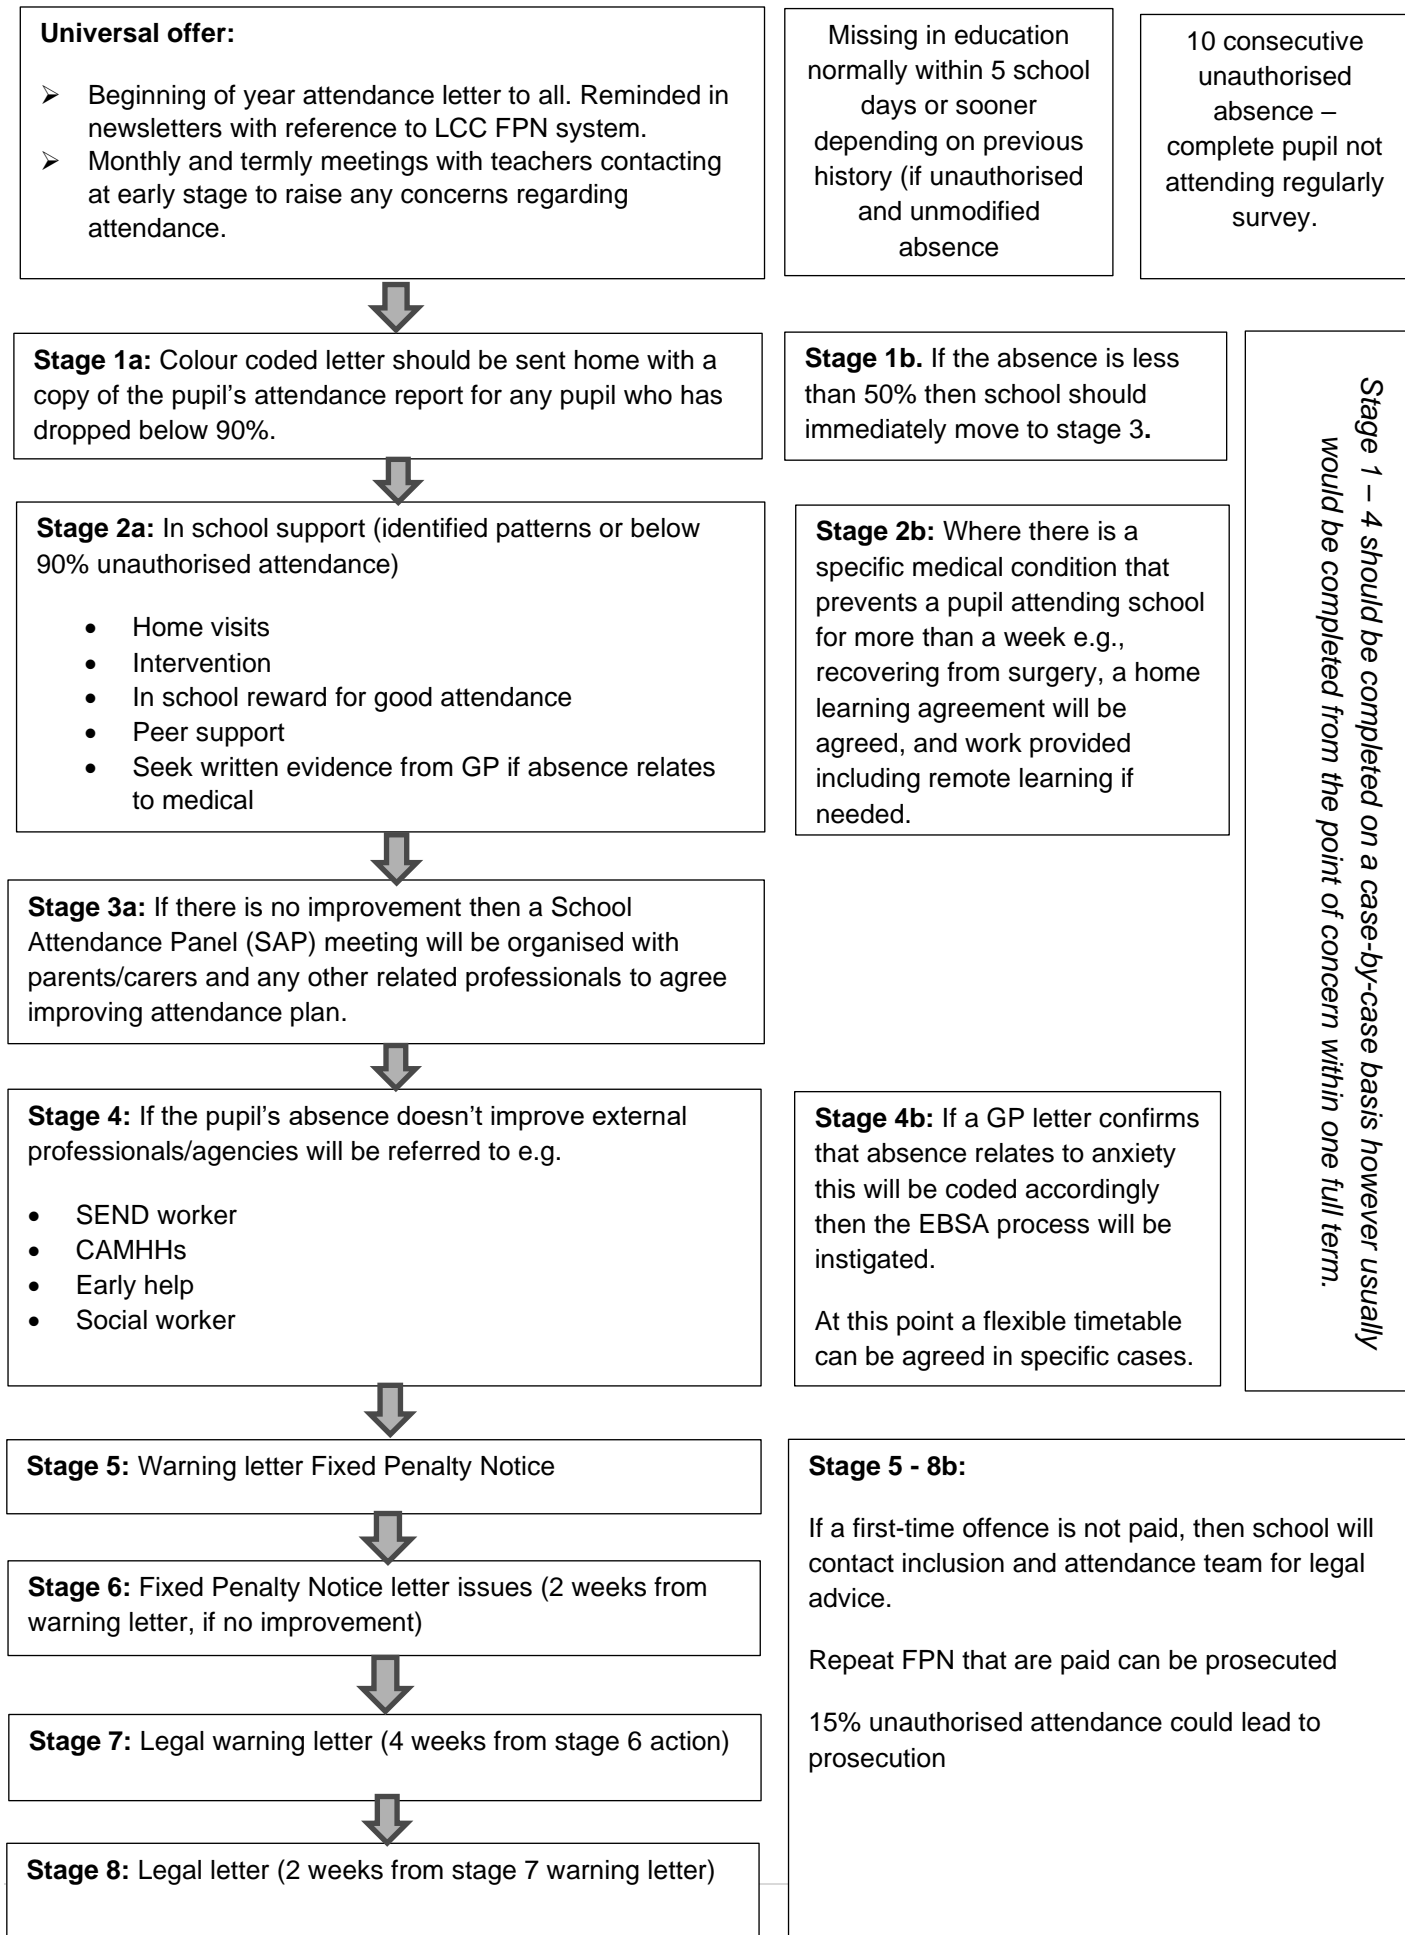 Universal offer:
➢ Beginning of year attendance letter to all. Reminded in
newsletters with reference to LCC FPN system.
➢ Monthly and termly meetings with teachers contacting
at early stage to raise any concerns regarding
attendance.
Missing in education
normally within 5 school
days or sooner
depending on previous
history (if unauthorised
and unmodified
absence
10 consecutive
unauthorised
absence –
complete pupil not
attending regularly
survey.
Stage 1a: Colour coded letter should be sent home with a
copy of the pupil’s attendance report for any pupil who has
dropped below 90%.
Stage 1b. If the absence is less
than 50% then school should
immediately move to stage 3.
Stage 1 – 4 should be completed on a case-by-case basis however usually
would be completed from the point of concern within one full term.
Stage 2a: In school support (identified patterns or below
90% unauthorised attendance)
• Home visits
• Intervention
• In school reward for good attendance
• Peer support
• Seek written evidence from GP if absence relates
to medical
Stage 2b: Where there is a
specific medical condition that
prevents a pupil attending school
for more than a week e.g.,
recovering from surgery, a home
learning agreement will be
agreed, and work provided
including remote learning if
needed.
Stage 3a: If there is no improvement then a School
Attendance Panel (SAP) meeting will be organised with
parents/carers and any other related professionals to agree
improving attendance plan.
Stage 4: If the pupil’s absence doesn’t improve external
professionals/agencies will be referred to e.g.
• SEND worker
• CAMHHs
• Early help
• Social worker
Stage 4b: If a GP letter confirms
that absence relates to anxiety
this will be coded accordingly
then the EBSA process will be
instigated.
At this point a flexible timetable
can be agreed in specific cases.
Stage 5: Warning letter Fixed Penalty Notice
Stage 6: Fixed Penalty Notice letter issues (2 weeks from
warning letter, if no improvement)
Stage 7: Legal warning letter (4 weeks from stage 6 action)
Stage 8: Legal letter (2 weeks from stage 7 warning letter)
Stage 5 - 8b:
If a first-time offence is not paid, then school will
contact inclusion and attendance team for legal
advice.
Repeat FPN that are paid can be prosecuted
15% unauthorised attendance could lead to
prosecution